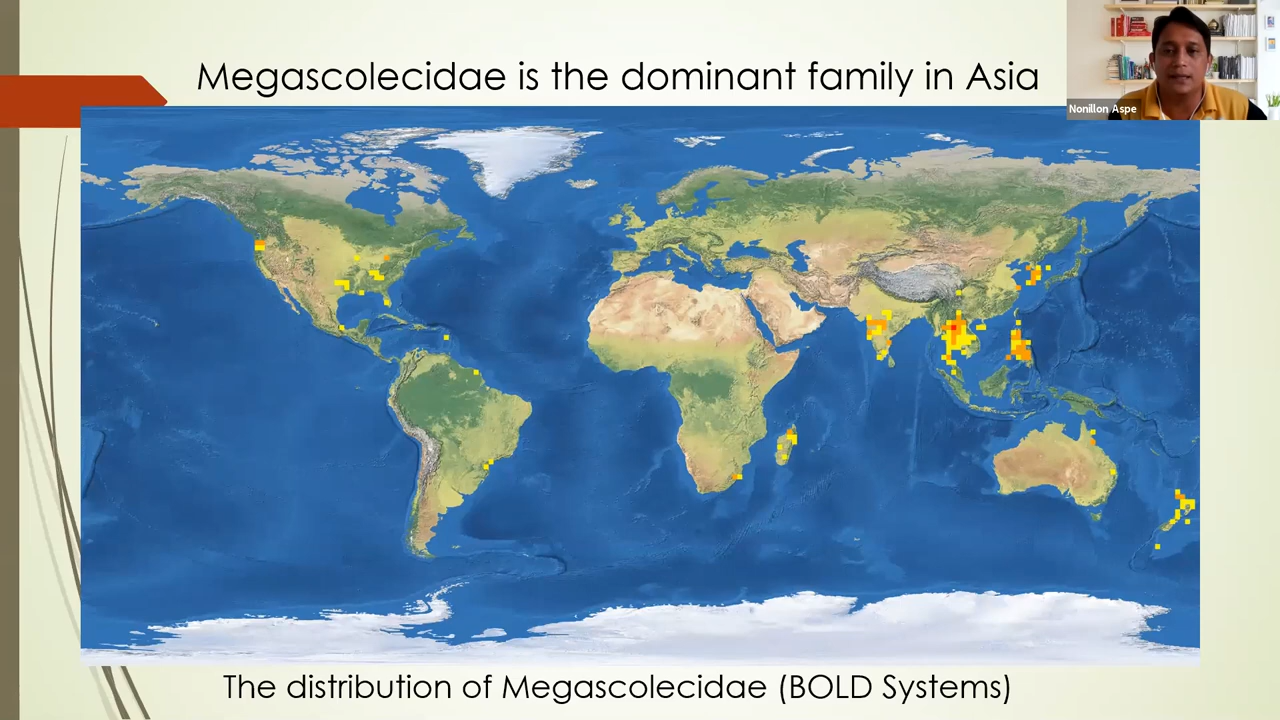 Megascolecidae is the dominant family in Asia
Nonillon Aspe
The distribution of Megascolecidae (BOLD Systems)